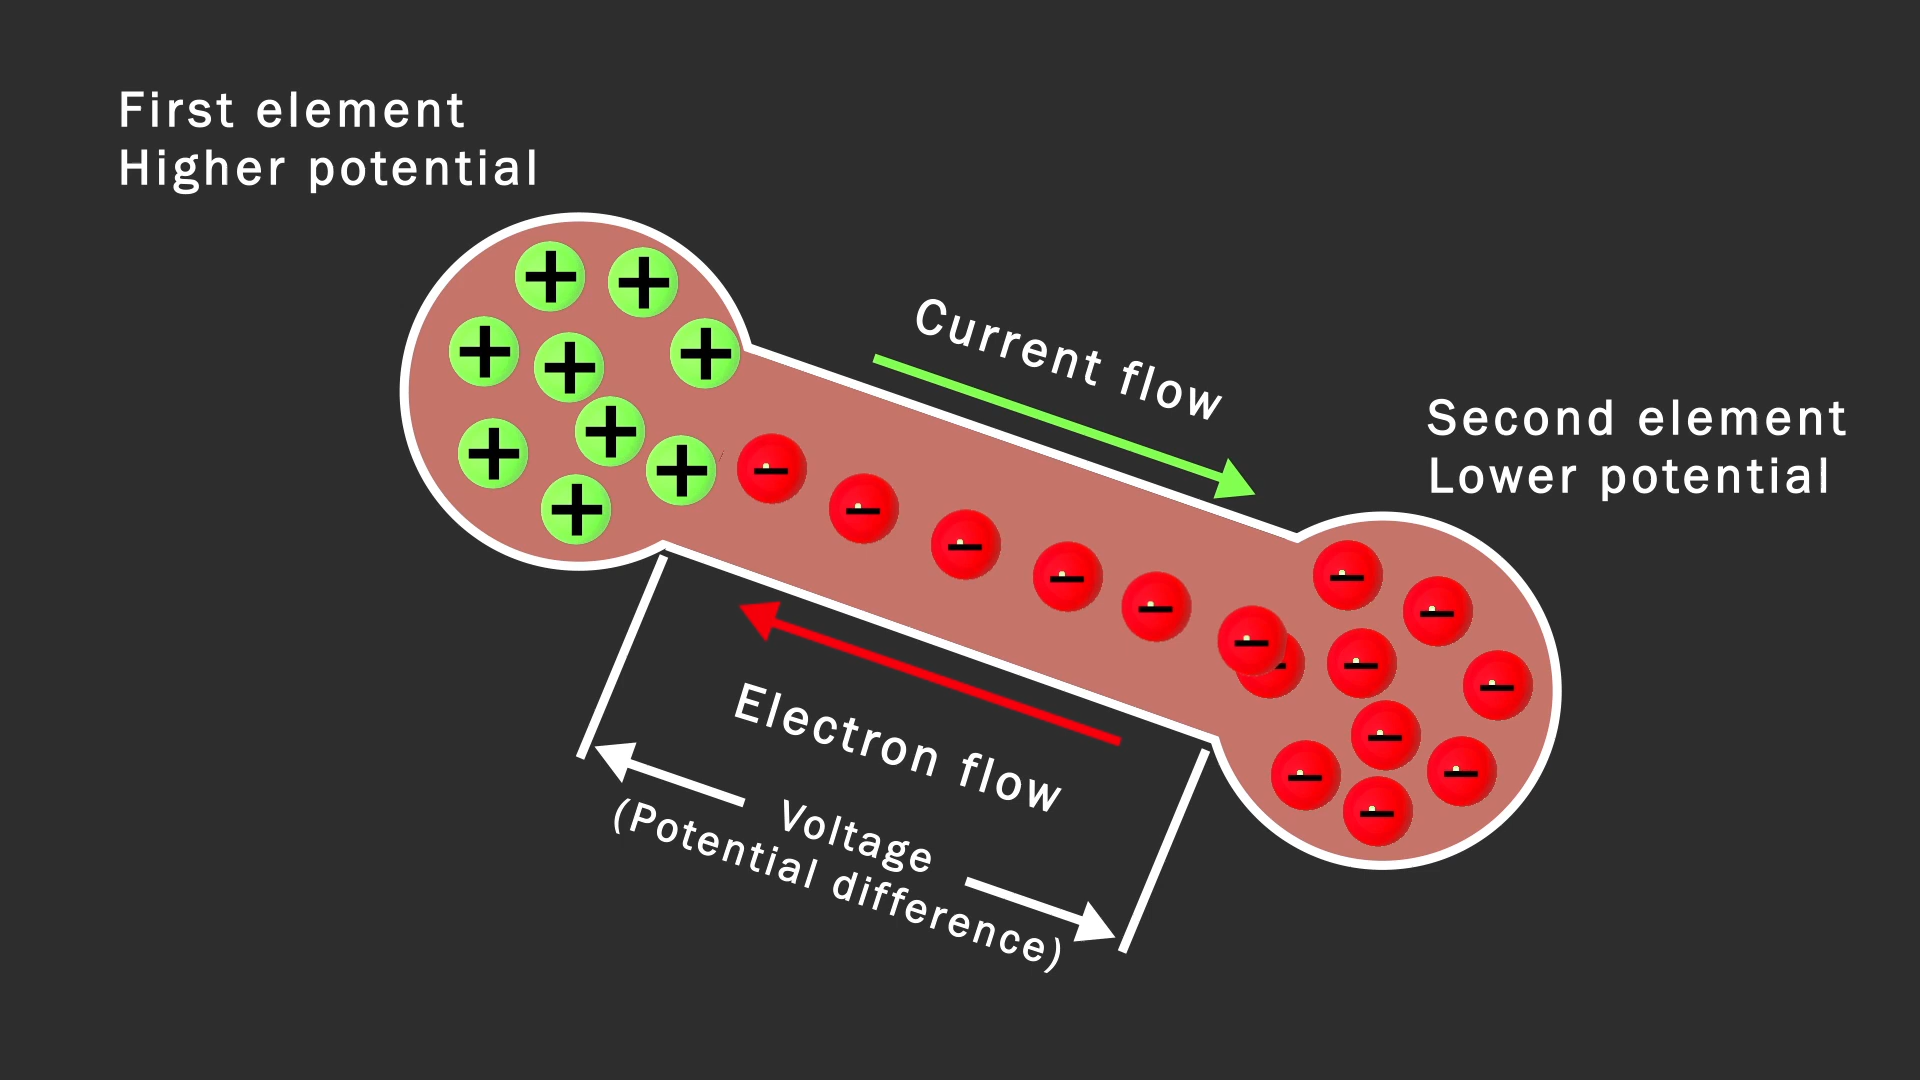 First element
Higher potential
Current flow
Second element
Lower potential
Electron flow
Voltage
(Potential difference)